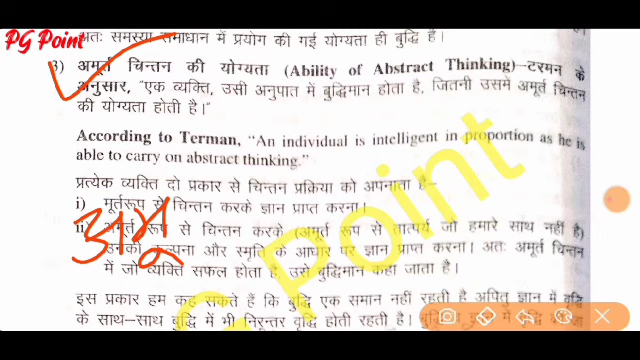 PG Point
अतः समस्या समाधान में प्रयोग की गई योग्यता ही बुद्धि है।
3) अमूर्त चिन्तन की योग्यता (Ability of Abstract Thinking)–टरमन के
अनुसार, "एक व्यक्ति, उसी अनुपात में बुद्धिमान होता है, जितनी उसमे अमूर्त चिन्तन
की योग्यता होती है।"
According to Terman, "An individual is intelligent in proportion as he is
able to carry on abstract thinking."
प्रत्येक व्यक्ति दो प्रकार से चिन्तन प्रक्रिया को अपनाता है–
i) मूर्तरूप से चिन्तन करके ज्ञान प्राप्त करना।
ii) अमूर्त रूप से चिन्तन करके (अमूर्त रूप से तात्पर्य जो हमारे साथ नहीं है)
उनकी कल्पना और स्मृति के आधार पर ज्ञान प्राप्त करना। अतः अमूर्त चिन्तन
में जो व्यक्ति सफल होता है, उसे बुद्धिमान कहा जाता है।
इस प्रकार हम कह सकते हैं कि बुद्धि एक समान नहीं रहती है अपितु ज्ञान में वृद्धि
के साथ-साथ बुद्धि में भी निरन्तर वृद्धि होती रहती है।